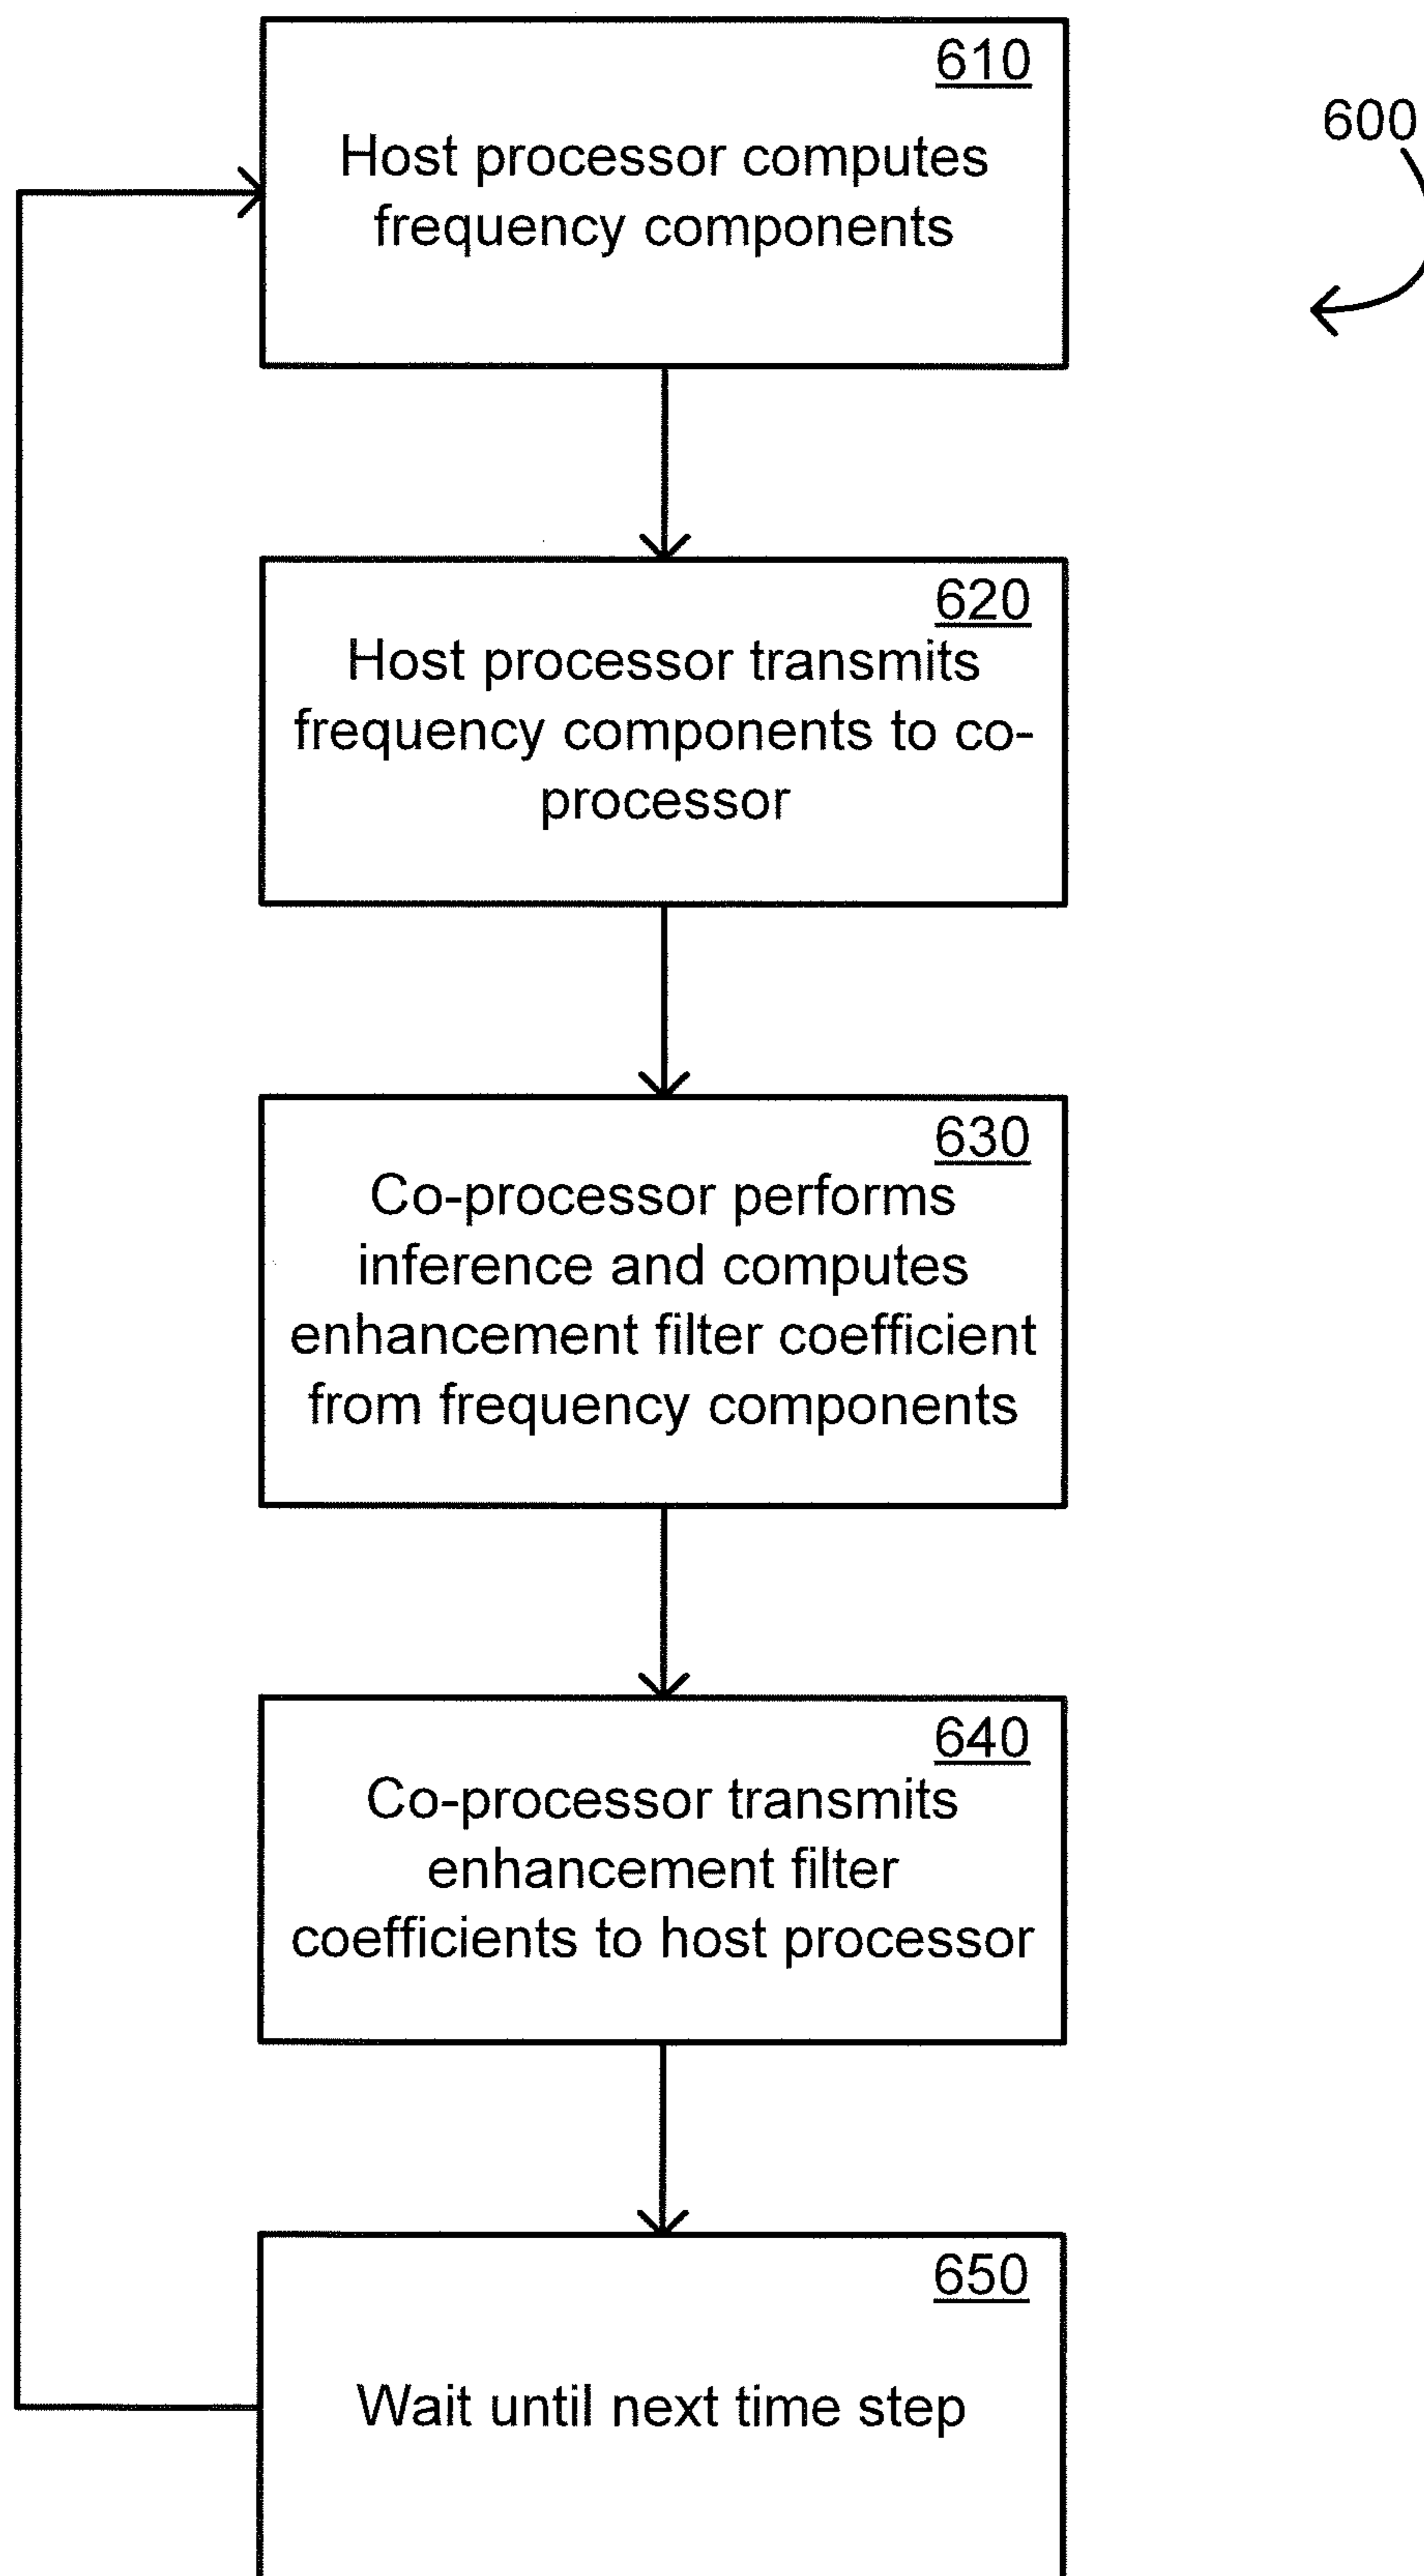 610
Host processor computes
frequency components
600
620
Host processor transmits
frequency components to co-
processor
630
Co-processor performs
inference and computes
enhancement filter coefficient
from frequency components
640
Co-processor transmits
enhancement filter
coefficients to host processor
650
Wait until next time step